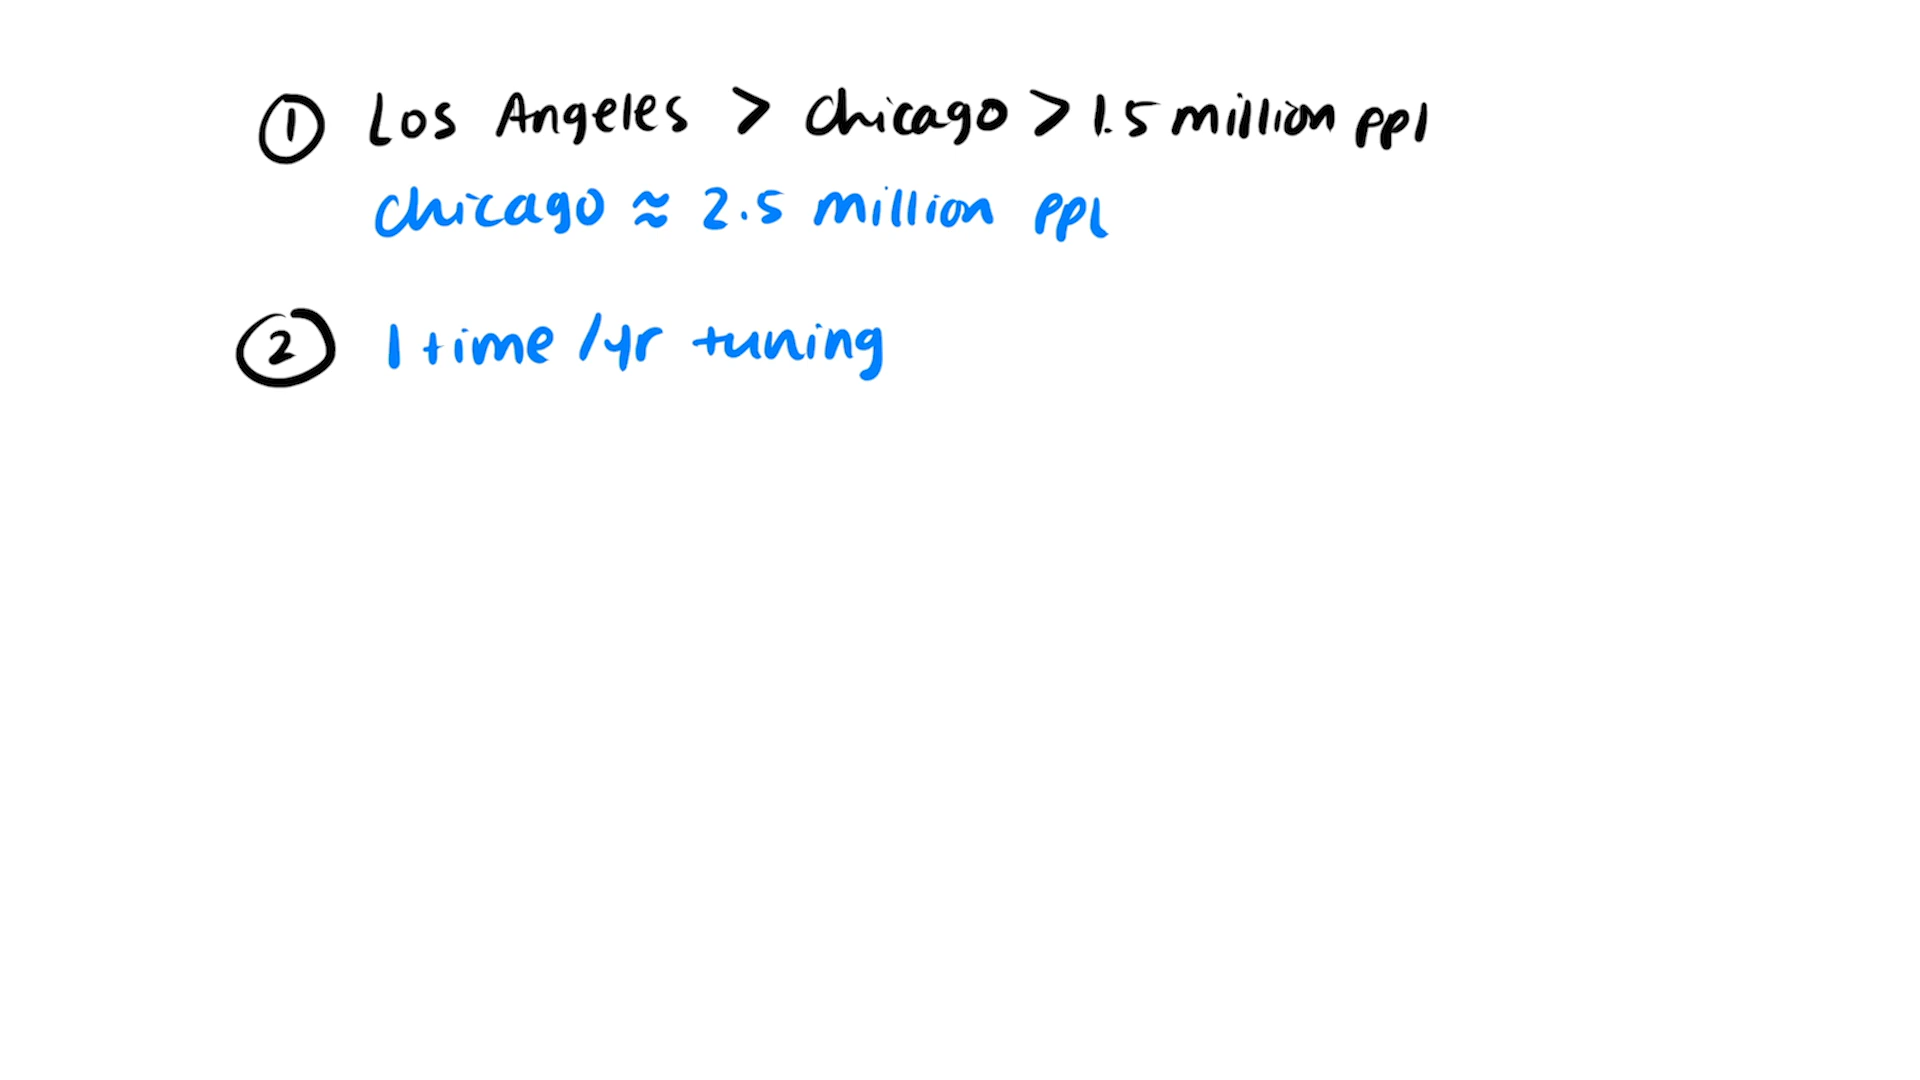 ① Los Angeles > Chicago > 1.5 million ppl
Chicago ≈ 2.5 million ppl
② 1 time /yr tuning